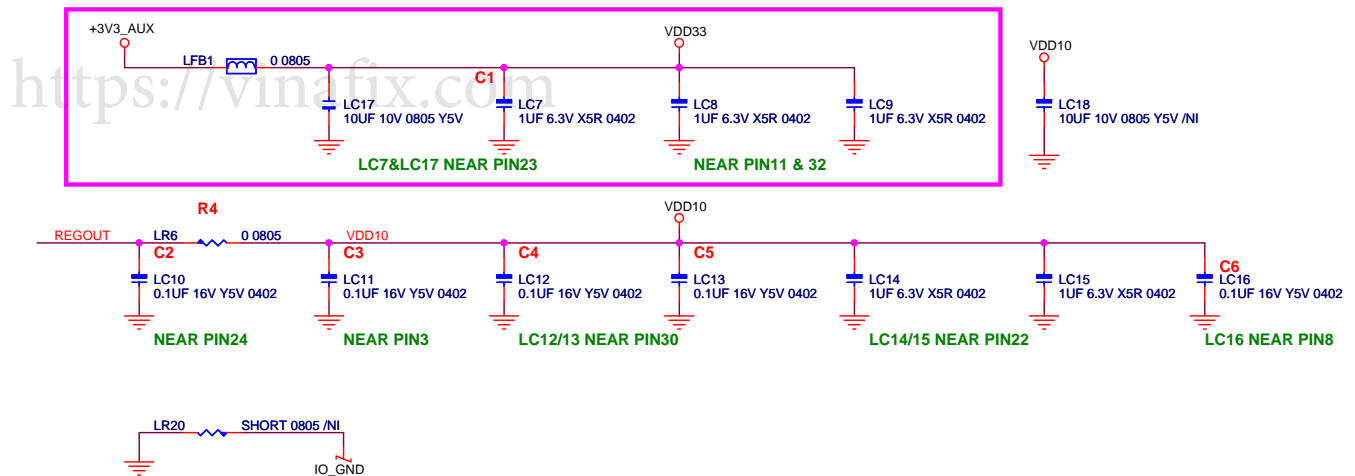 +3V3_AUX
VDD33
VDD10
LFB1
0 0805
https://vinafix.com
C1
LC17
10UF 10V 0805 Y5V
LC7
1UF 6.3V X5R 0402
LC8
1UF 6.3V X5R 0402
LC9
1UF 6.3V X5R 0402
LC18
10UF 10V 0805 Y5V /NI
LC7&LC17 NEAR PIN23
NEAR PIN11 & 32
R4
VDD10
REGOUT
LR6
0 0805
VDD10
C2
C3
C4
C5
C6
LC10
0.1UF 16V Y5V 0402
LC11
0.1UF 16V Y5V 0402
LC12
0.1UF 16V Y5V 0402
LC13
0.1UF 16V Y5V 0402
LC14
1UF 6.3V X5R 0402
LC15
1UF 6.3V X5R 0402
LC16
0.1UF 16V Y5V 0402
NEAR PIN24
NEAR PIN3
LC12/13 NEAR PIN30
LC14/15 NEAR PIN22
LC16 NEAR PIN8
LR20
SHORT 0805 /NI
IO_GND